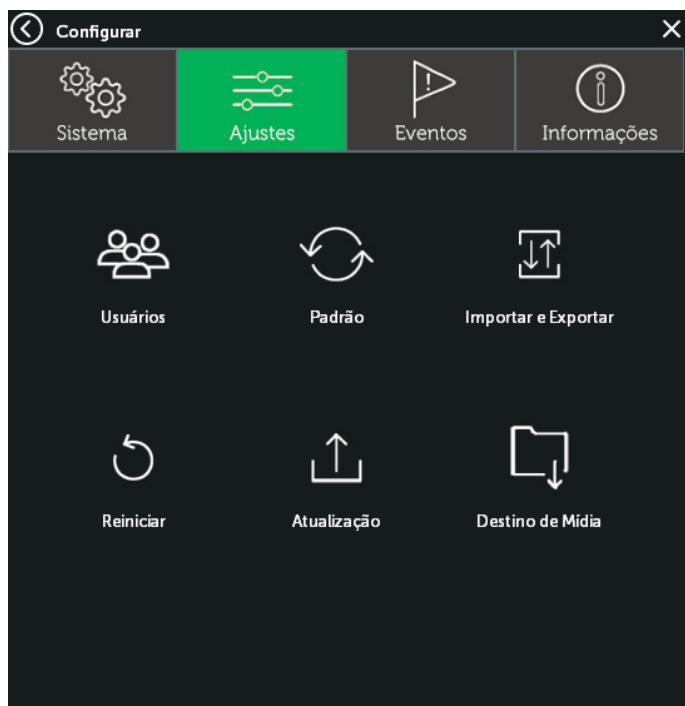 Configurar
Sistema
Ajustes
Eventos
Informações
Usuários
Padrão
Importar e Exportar
Reiniciar
Atualização
Destino de Mídia